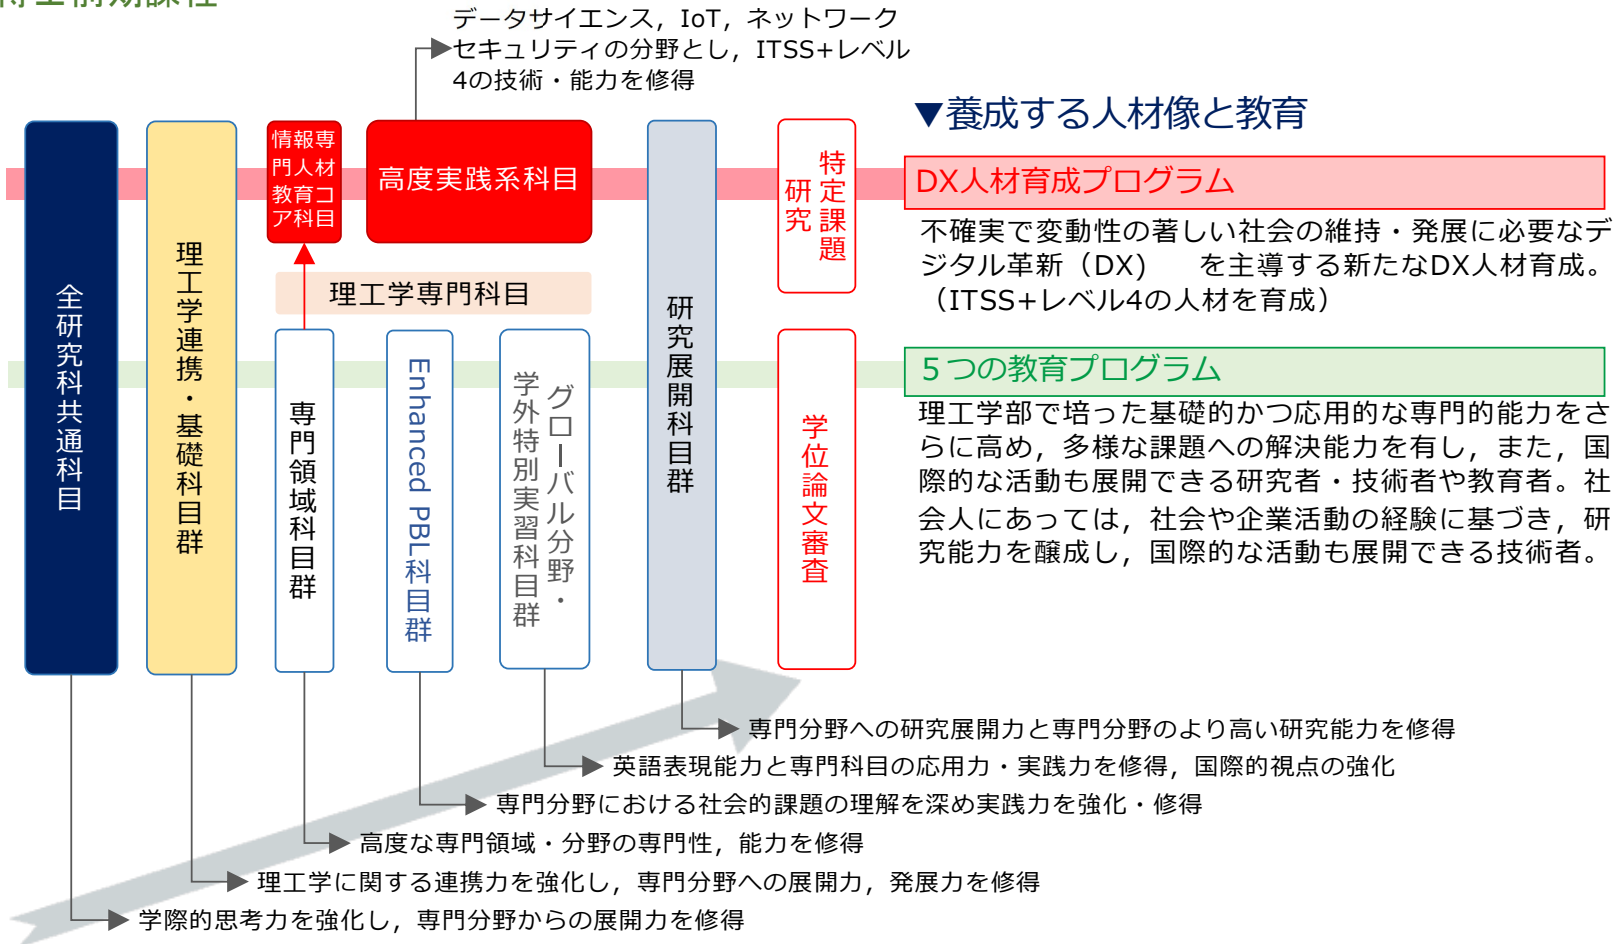 博士前期課程
データサイエンス，IoT，ネットワーク
セキュリティの分野とし，ITSS+レベル
4の技術・能力を修得
▼養成する人材像と教育
全研究科共通科目
理工学連携・基礎科目群
情報専
門人材
教育コ
ア科目
高度実践系科目
理工学専門科目
専門領域科目群
Enhanced PBL科目群
グローバル分野・
学外特別実習科目群
研究展開科目群
特定課題
研究
学位論文審査
DX人材育成プログラム
不確実で変動性の著しい社会の維持・発展に必要なデ
ジタル革新（DX)　　を主導する新たなDX人材育成。
（ITSS+レベル4の人材を育成）
５つの教育プログラム
理工学部で培った基礎的かつ応用的な専門的能力をさ
らに高め，多様な課題への解決能力を有し，また，国
際的な活動も展開できる研究者・技術者や教育者。社
会人にあっては，社会や企業活動の経験に基づき，研
究能力を醸成し，国際的な活動も展開できる技術者。
専門分野への研究展開力と専門分野のより高い研究能力を修得
英語表現能力と専門科目の応用力・実践力を修得，国際的視点の強化
専門分野における社会的課題の理解を深め実践力を強化・修得
高度な専門領域・分野の専門性，能力を修得
理工学に関する連携力を強化し，専門分野への展開力，発展力を修得
学際的思考力を強化し，専門分野からの展開力を修得